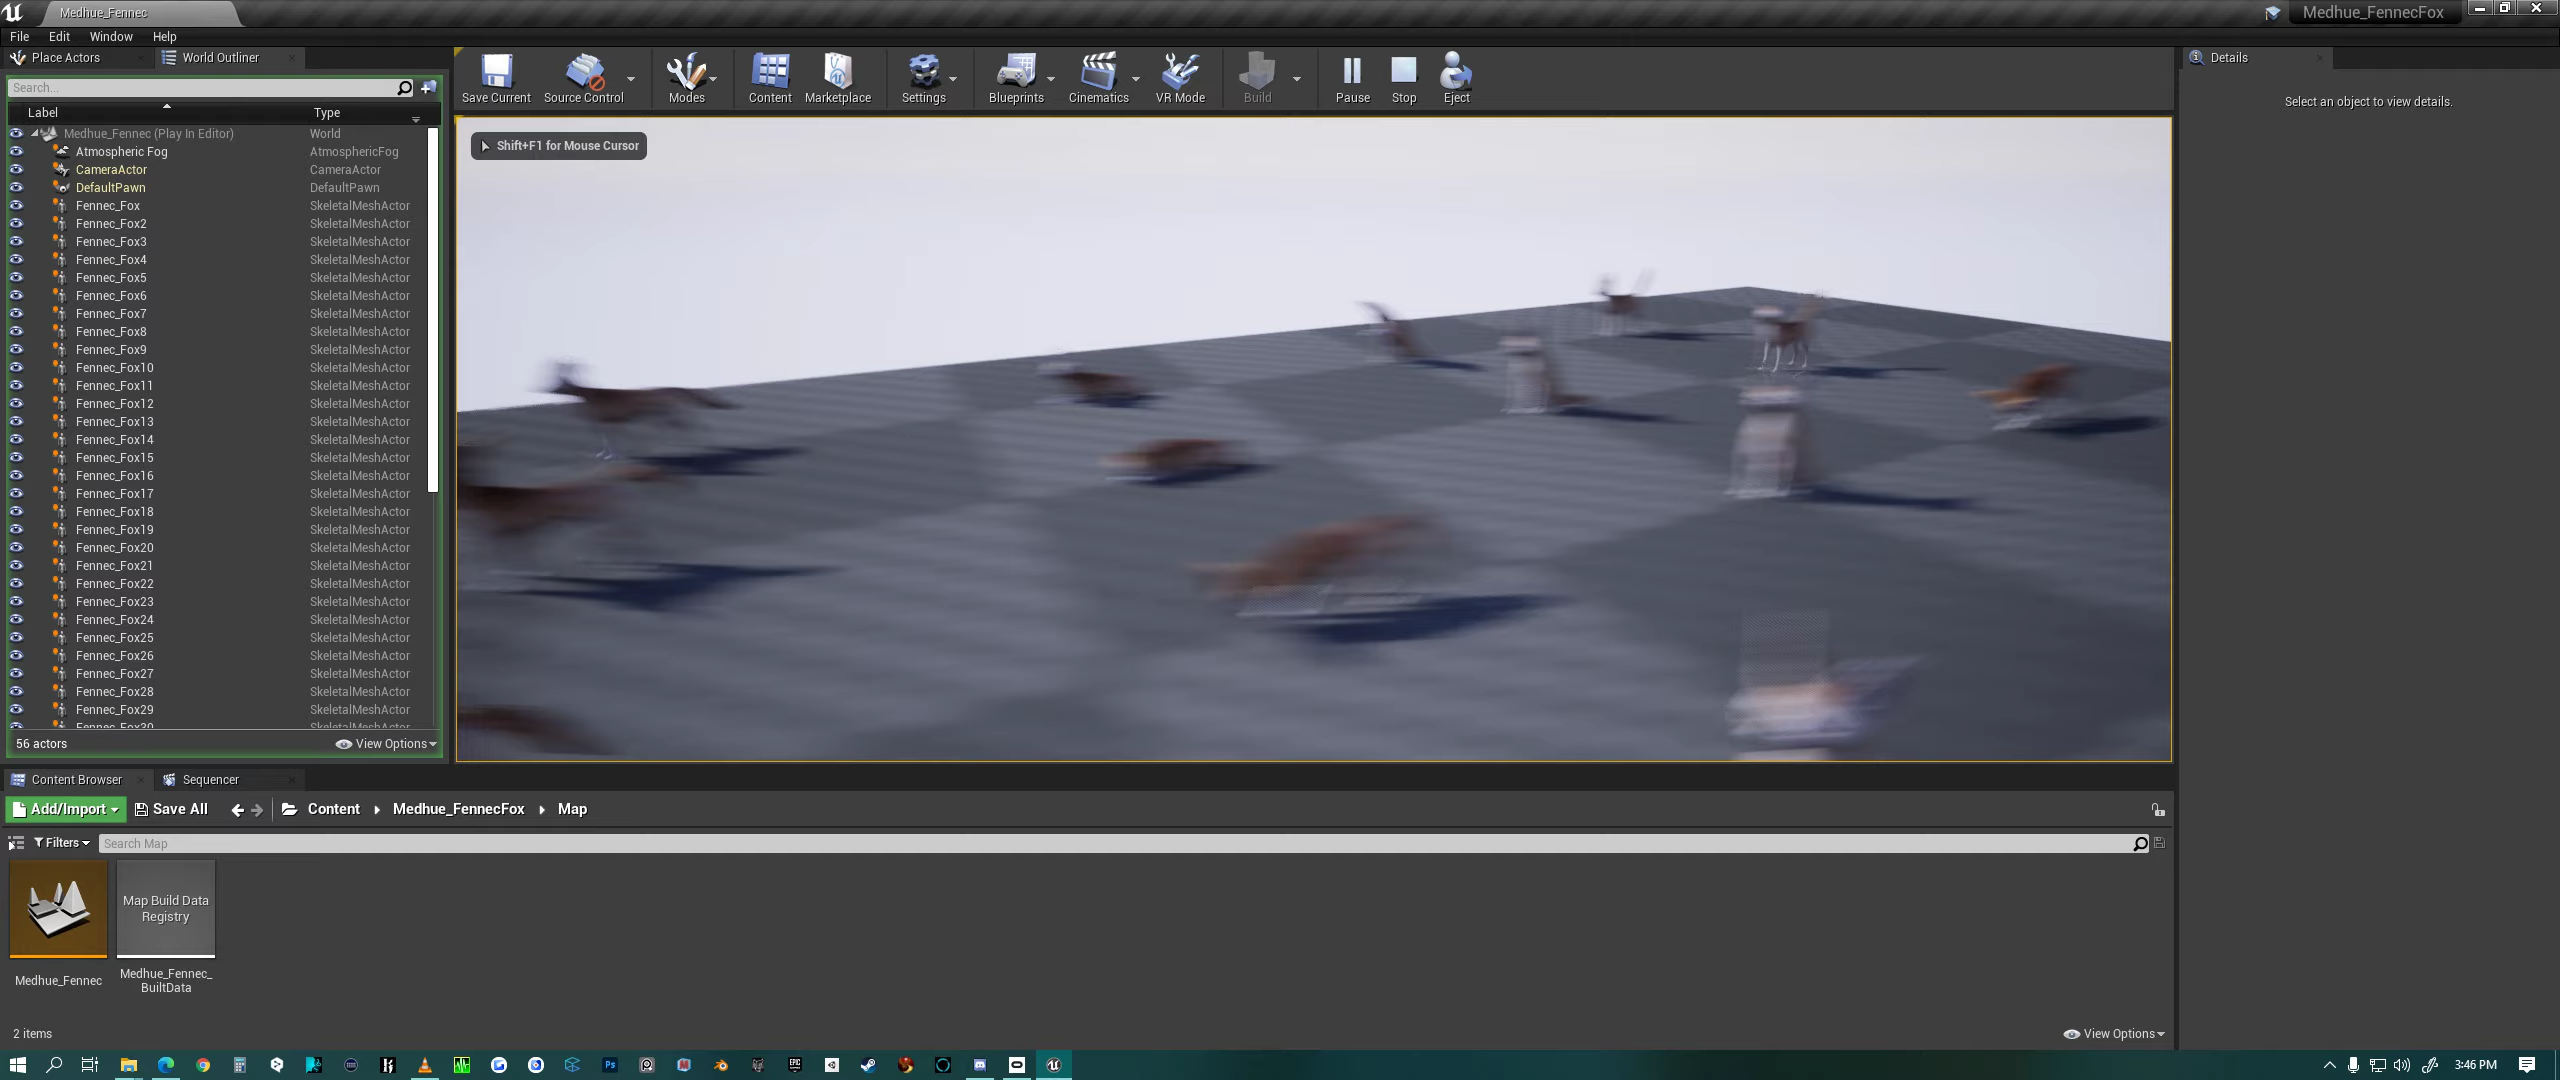 Medhue_Fennec
Medhue_FennecFox
File Edit Window Help
Place Actors World Outliner
Search...
Label Type
Medhue_Fennec (Play In Editor) World
Atmospheric Fog AtmosphericFog
CameraActor CameraActor
DefaultPawn DefaultPawn
Fennec_Fox SkeletalMeshActor
Fennec_Fox2 SkeletalMeshActor
Fennec_Fox3 SkeletalMeshActor
Fennec_Fox4 SkeletalMeshActor
Fennec_Fox5 SkeletalMeshActor
Fennec_Fox6 SkeletalMeshActor
Fennec_Fox7 SkeletalMeshActor
Fennec_Fox8 SkeletalMeshActor
Fennec_Fox9 SkeletalMeshActor
Fennec_Fox10 SkeletalMeshActor
Fennec_Fox11 SkeletalMeshActor
Fennec_Fox12 SkeletalMeshActor
Fennec_Fox13 SkeletalMeshActor
Fennec_Fox14 SkeletalMeshActor
Fennec_Fox15 SkeletalMeshActor
Fennec_Fox16 SkeletalMeshActor
Fennec_Fox17 SkeletalMeshActor
Fennec_Fox18 SkeletalMeshActor
Fennec_Fox19 SkeletalMeshActor
Fennec_Fox20 SkeletalMeshActor
Fennec_Fox21 SkeletalMeshActor
Fennec_Fox22 SkeletalMeshActor
Fennec_Fox23 SkeletalMeshActor
Fennec_Fox24 SkeletalMeshActor
Fennec_Fox25 SkeletalMeshActor
Fennec_Fox26 SkeletalMeshActor
Fennec_Fox27 SkeletalMeshActor
Fennec_Fox28 SkeletalMeshActor
Fennec_Fox29 SkeletalMeshActor
Fennec_Fox30 SkeletalMeshActor
56 actors View Options
Save Current Source Control Modes Content Marketplace Settings Blueprints Cinematics VR Mode Build Pause Stop Eject
Shift+F1 for Mouse Cursor
Details
Select an object to view details.
Content Browser Sequencer
Add/Import Save All Content Medhue_FennecFox Map
Filters Search Map
Map Build Data
Registry
Medhue_Fennec
Medhue_Fennec_
BuiltData
2 items View Options
3:46 PM